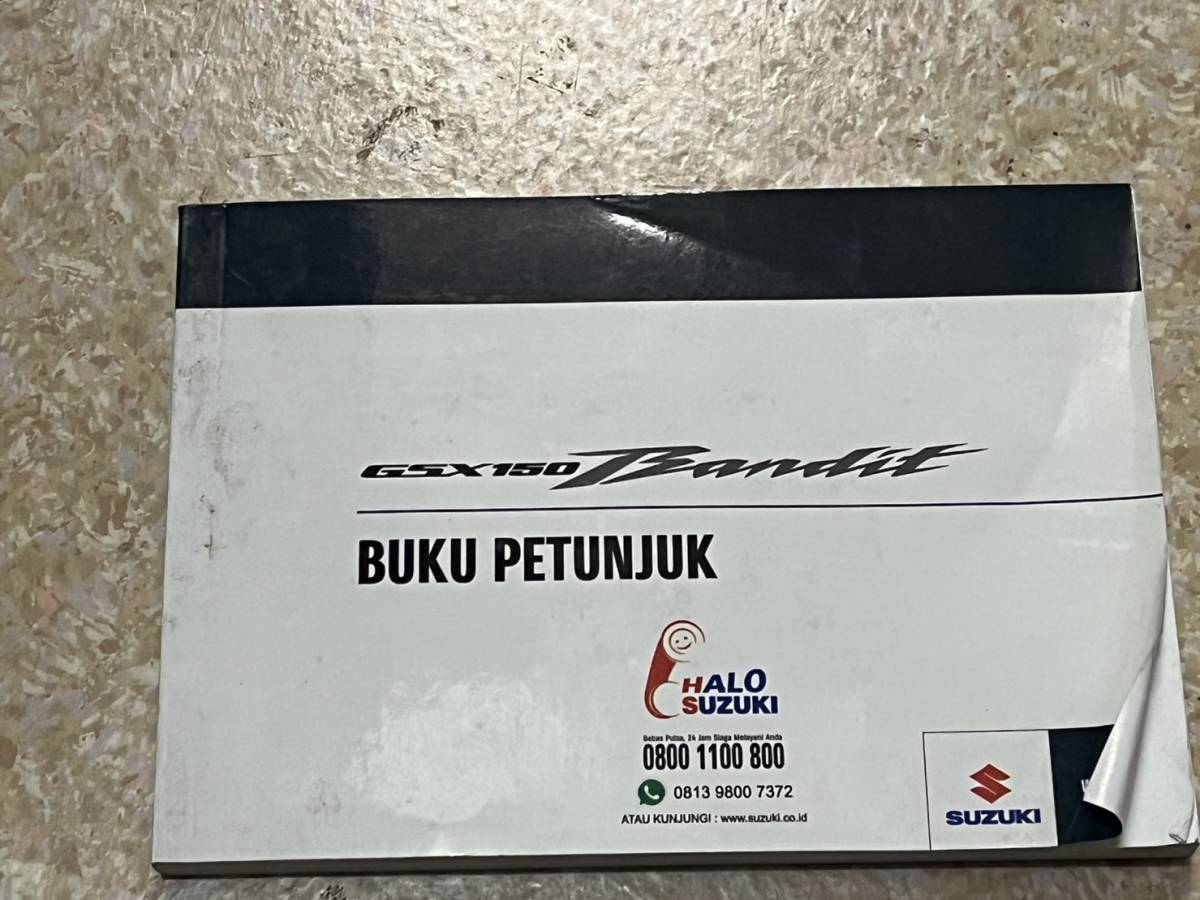 GSX150 Bandit
BUKU PETUNJUK
HALO
SUZUKI
Bebas Pulsa, 24 Jam Siaga Melayani Anda
0800 1100 800
0813 9800 7372
ATAU KUNJUNGI : www.suzuki.co.id
SUZUKI